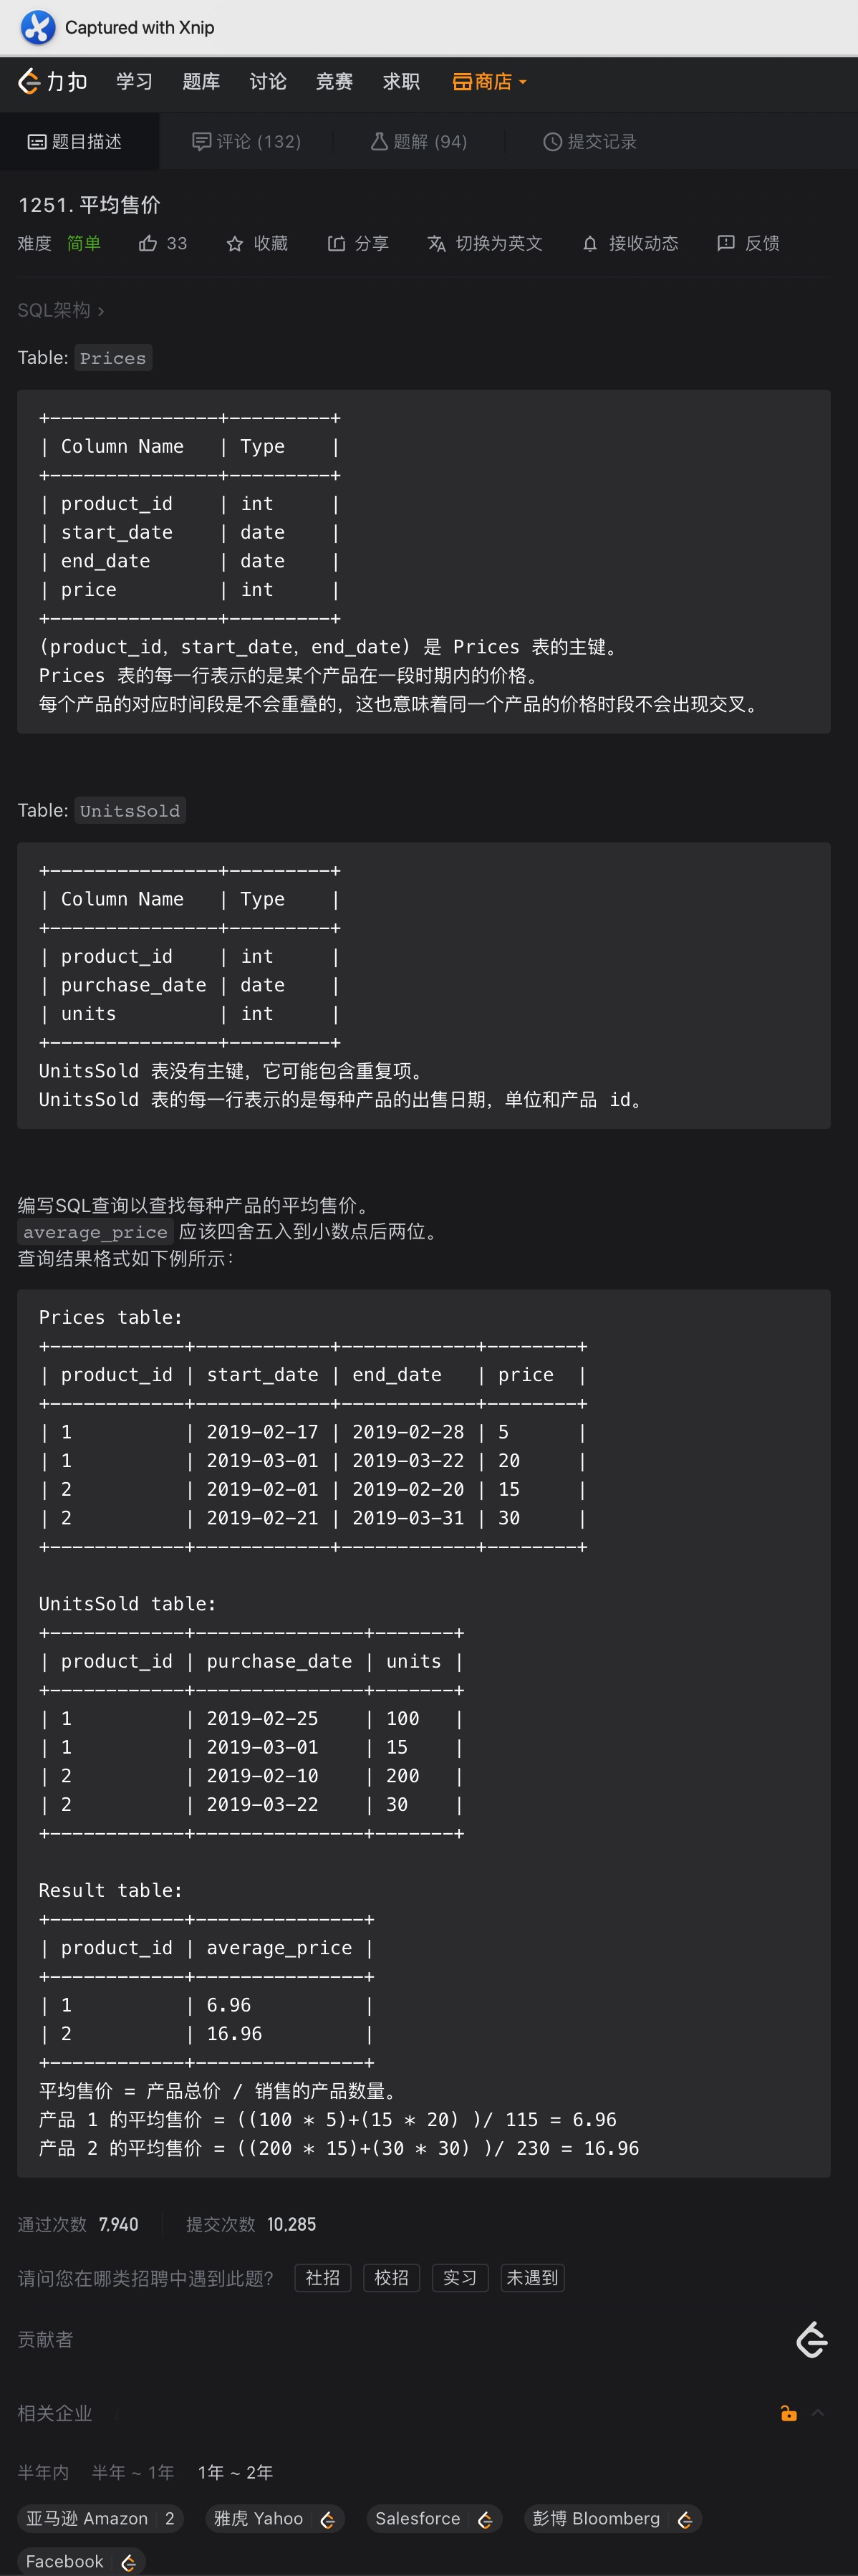 Captured with Xnip
力扣 学习 题库 讨论 竞赛 求职 商店
题目描述 评论 (132) 题解 (94) 提交记录
1251. 平均售价
难度 简单 33 收藏 分享 切换为英文 接收动态 反馈
SQL架构 ›
Table: Prices
+---------------+---------+
| Column Name   | Type    |
+---------------+---------+
| product_id    | int     |
| start_date    | date    |
| end_date      | date    |
| price         | int     |
+---------------+---------+
(product_id，start_date，end_date) 是 Prices 表的主键。
Prices 表的每一行表示的是某个产品在一段时期内的价格。
每个产品的对应时间段是不会重叠的，这也意味着同一个产品的价格时段不会出现交叉。
Table: UnitsSold
+---------------+---------+
| Column Name   | Type    |
+---------------+---------+
| product_id    | int     |
| purchase_date | date    |
| units         | int     |
+---------------+---------+
UnitsSold 表没有主键，它可能包含重复项。
UnitsSold 表的每一行表示的是每种产品的出售日期，单位和产品 id。
编写SQL查询以查找每种产品的平均售价。
average_price 应该四舍五入到小数点后两位。
查询结果格式如下例所示：
Prices table:
+------------+------------+------------+--------+
| product_id | start_date | end_date   | price  |
+------------+------------+------------+--------+
| 1          | 2019-02-17 | 2019-02-28 | 5      |
| 1          | 2019-03-01 | 2019-03-22 | 20     |
| 2          | 2019-02-01 | 2019-02-20 | 15     |
| 2          | 2019-02-21 | 2019-03-31 | 30     |
+------------+------------+------------+--------+
UnitsSold table:
+------------+---------------+-------+
| product_id | purchase_date | units |
+------------+---------------+-------+
| 1          | 2019-02-25    | 100   |
| 1          | 2019-03-01    | 15    |
| 2          | 2019-02-10    | 200   |
| 2          | 2019-03-22    | 30    |
+------------+---------------+-------+
Result table:
+------------+---------------+
| product_id | average_price |
+------------+---------------+
| 1          | 6.96          |
| 2          | 16.96         |
+------------+---------------+
平均售价 = 产品总价 / 销售的产品数量。
产品 1 的平均售价 = ((100 * 5)+(15 * 20) )/ 115 = 6.96
产品 2 的平均售价 = ((200 * 15)+(30 * 30) )/ 230 = 16.96
通过次数 7,940 提交次数 10,285
请问您在哪类招聘中遇到此题？ 社招 校招 实习 未遇到
贡献者
相关企业
半年内 半年 ~ 1年 1年 ~ 2年
亚马逊 Amazon 2 雅虎 Yahoo Salesforce 彭博 Bloomberg
Facebook